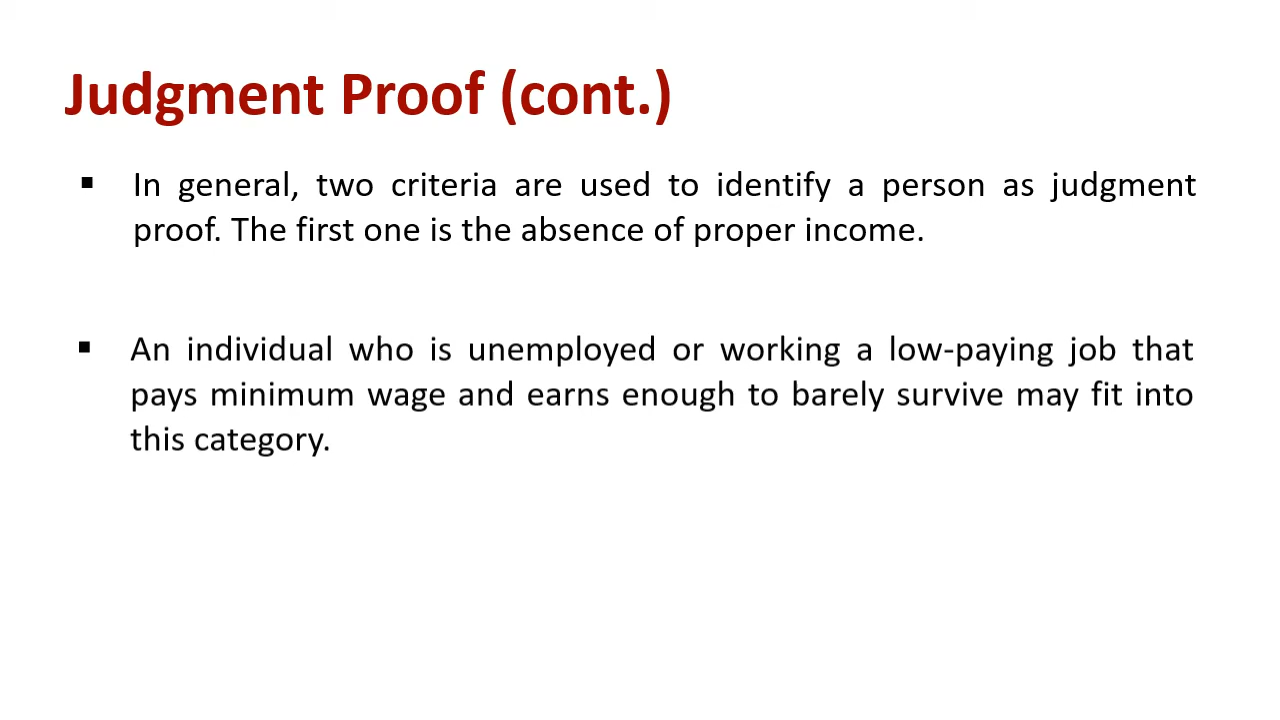 Judgment Proof (cont.)
▪ In general, two criteria are used to identify a person as judgment
proof. The first one is the absence of proper income.
▪ An individual who is unemployed or working a low-paying job that
pays minimum wage and earns enough to barely survive may fit into
this category.